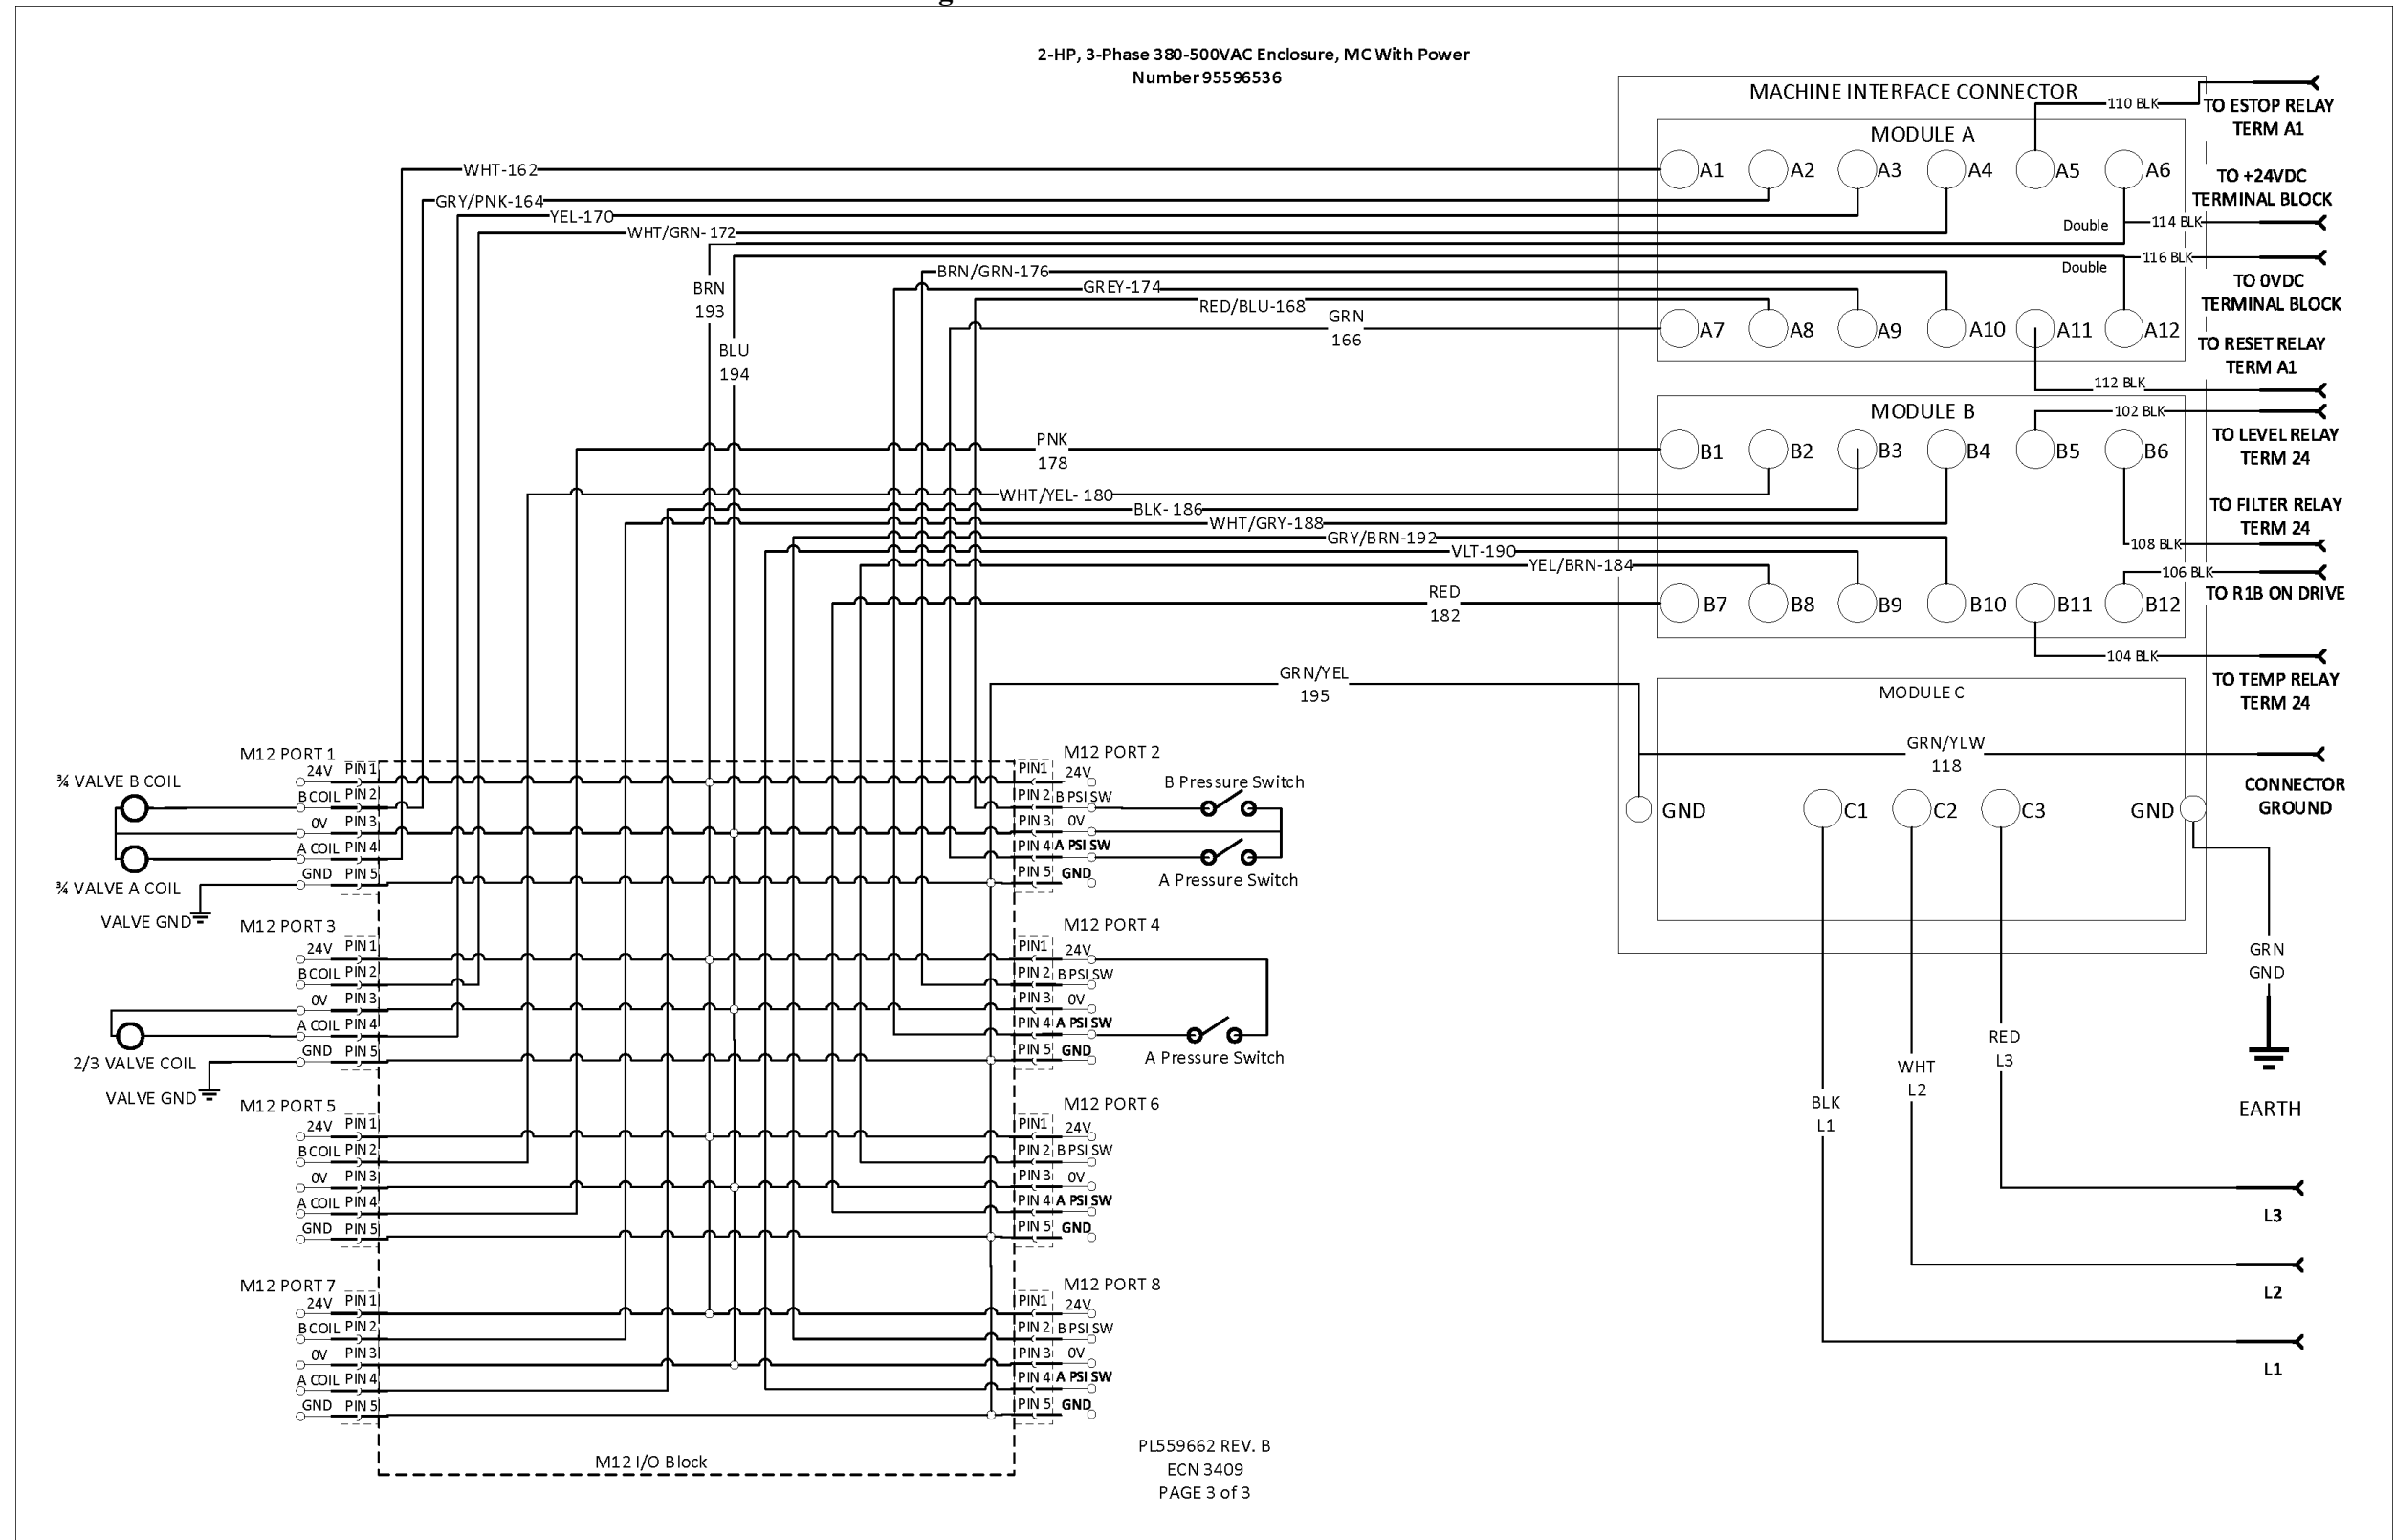 2-HP, 3-Phase 380-500VAC Enclosure, MC With Power
Number 95596536
MACHINE INTERFACE CONNECTOR
110 BLK
TO ESTOP RELAY
TERM A1
MODULE A
A1
A2
A3
A4
A5
A6
WHT-162
GRY/PNK-164
YEL-170
WHT/GRN- 172
TO +24VDC
TERMINAL BLOCK
Double
114 BLK
116 BLK
Double
BRN/GRN-176
GREY-174
RED/BLU-168
BRN
193
GRN
166
BLU
194
TO 0VDC
TERMINAL BLOCK
A7
A8
A9
A10
A11
A12
TO RESET RELAY
TERM A1
112 BLK
MODULE B
102 BLK
TO LEVEL RELAY
TERM 24
PNK
178
B1
B2
B3
B4
B5
B6
WHT/YEL- 180
BLK- 186
WHT/GRY-188
GRY/BRN-192
VLT-190
YEL/BRN-184
TO FILTER RELAY
TERM 24
108 BLK
106 BLK
TO R1B ON DRIVE
RED
182
B7
B8
B9
B10
B11
B12
104 BLK
TO TEMP RELAY
TERM 24
GRN/YEL
195
MODULE C
GRN/YLW
118
CONNECTOR
GROUND
GND
C1
C2
C3
GND
GRN
GND
EARTH
RED
L3
WHT
L2
BLK
L1
L3
L2
L1
M12 PORT 1
24V PIN 1
B COIL PIN 2
0V PIN 3
A COIL PIN 4
GND PIN 5
¾ VALVE B COIL
¾ VALVE A COIL
VALVE GND
M12 PORT 2
PIN1 24V
PIN 2 B PSI SW
PIN 3 0V
PIN 4 A PSI SW
PIN 5 GND
B Pressure Switch
A Pressure Switch
M12 PORT 3
24V PIN 1
B COIL PIN 2
0V PIN 3
A COIL PIN 4
GND PIN 5
2/3 VALVE COIL
VALVE GND
M12 PORT 4
PIN1 24V
PIN 2 B PSI SW
PIN 3 0V
PIN 4 A PSI SW
PIN 5 GND
A Pressure Switch
M12 PORT 5
24V PIN 1
B COIL PIN 2
0V PIN 3
A COIL PIN 4
GND PIN 5
M12 PORT 6
PIN1 24V
PIN 2 B PSI SW
PIN 3 0V
PIN 4 A PSI SW
PIN 5 GND
M12 PORT 7
24V PIN 1
B COIL PIN 2
0V PIN 3
A COIL PIN 4
GND PIN 5
M12 PORT 8
PIN1 24V
PIN 2 B PSI SW
PIN 3 0V
PIN 4 A PSI SW
PIN 5 GND
M12 I/O Block
PL559662 REV. B
ECN 3409
PAGE 3 of 3